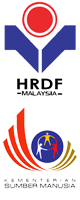 HRDF
MALAYSIA
KEMENTERIAN
SUMBER MANUSIA